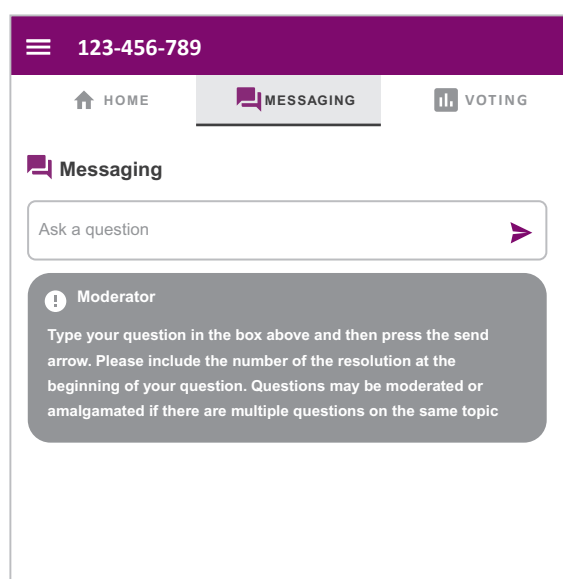 123-456-789
HOME
MESSAGING
VOTING
Messaging
Ask a question
Moderator
Type your question in the box above and then press the send
arrow. Please include the number of the resolution at the
beginning of your question. Questions may be moderated or
amalgamated if there are multiple questions on the same topic